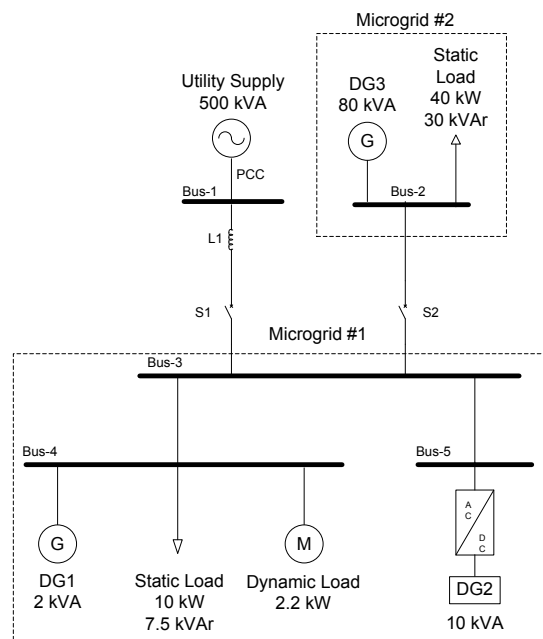 Microgrid #2
Utility Supply
500 kVA
DG3
80 kVA
Static
Load
40 kW
30 kVAr
G
PCC
Bus-1
Bus-2
L1
S1
S2
Microgrid #1
Bus-3
Bus-4
Bus-5
A
C
D
C
G
M
DG1
2 kVA
Static Load
10 kW
7.5 kVAr
Dynamic Load
2.2 kW
DG2
10 kVA